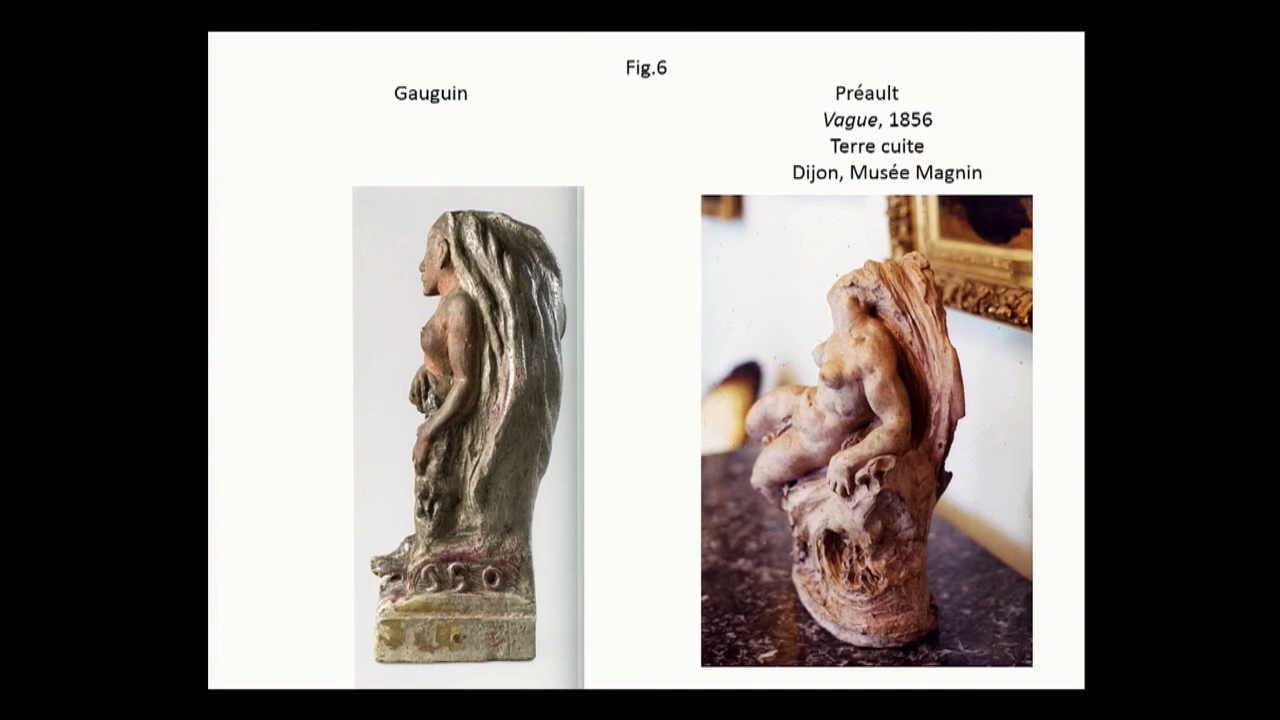 Fig.6
Gauguin
Préault
Vague, 1856
Terre cuite
Dijon, Musée Magnin